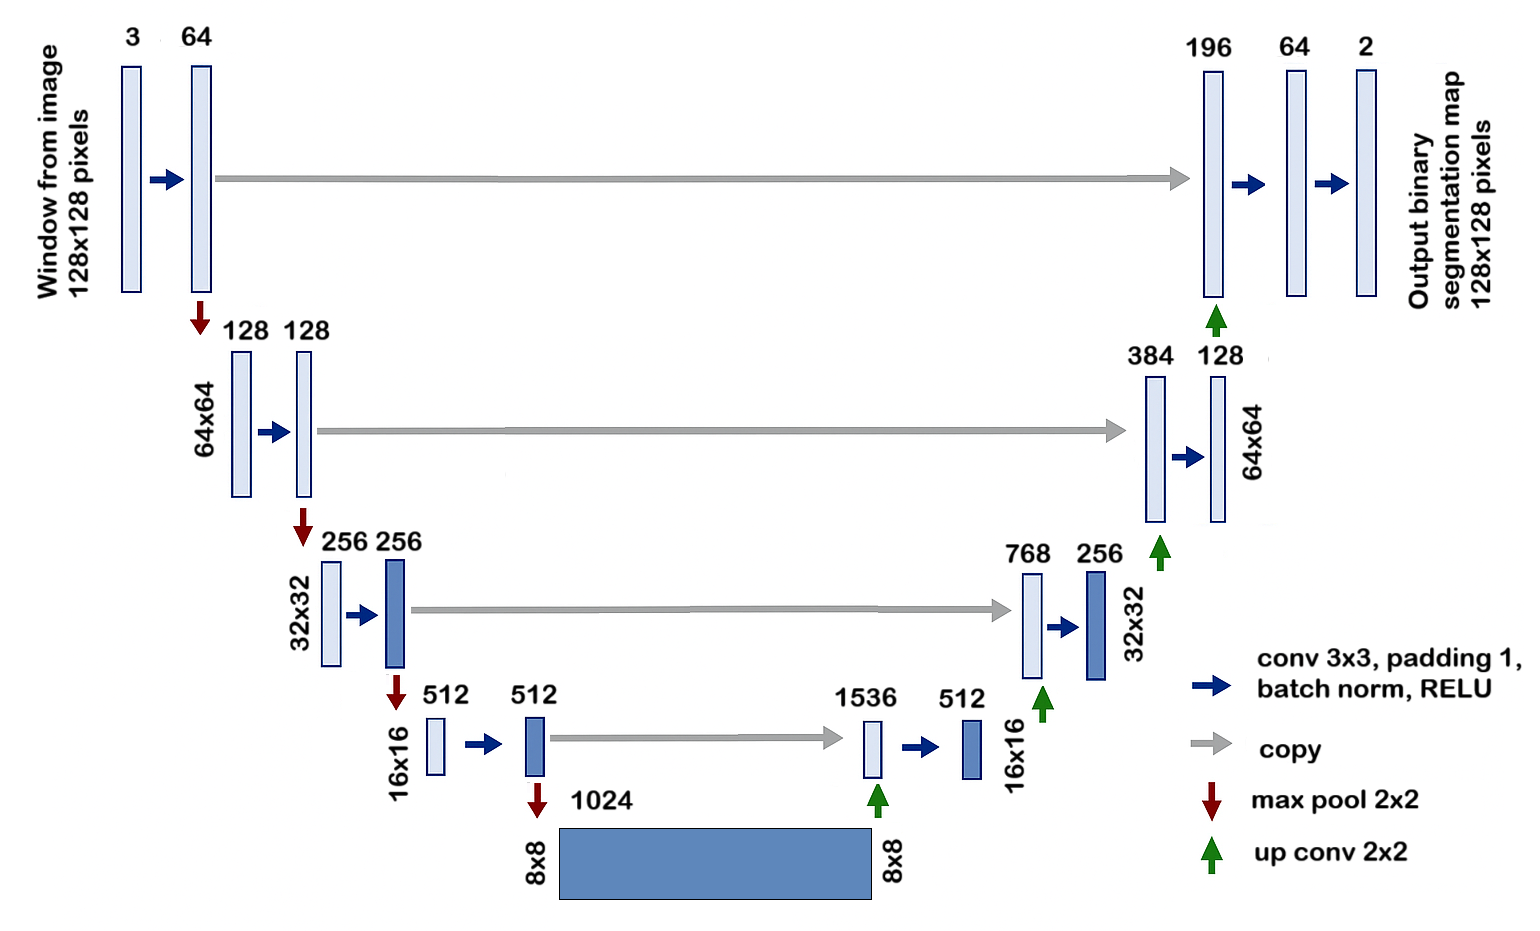 Window from image
128x128 pixels
3
64
196
64
2
Output binary
segmentation map
128x128 pixels
128
128
64x64
384
128
64x64
256
256
32x32
768
256
32x32
512
512
16x16
1536
512
16x16
1024
8x8
8x8
conv 3x3, padding 1,
batch norm, RELU
copy
max pool 2x2
up conv 2x2